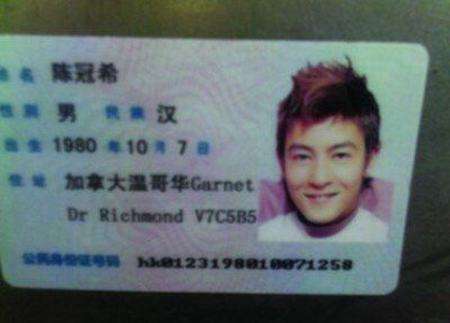 姓名 陈冠希
性别 男 民族 汉
出生 1980 年 10 月 7 日
住址 加拿大温哥华Garnet
Dr Richmond V7C5B5
公民身份证号码 hk0123198010071258